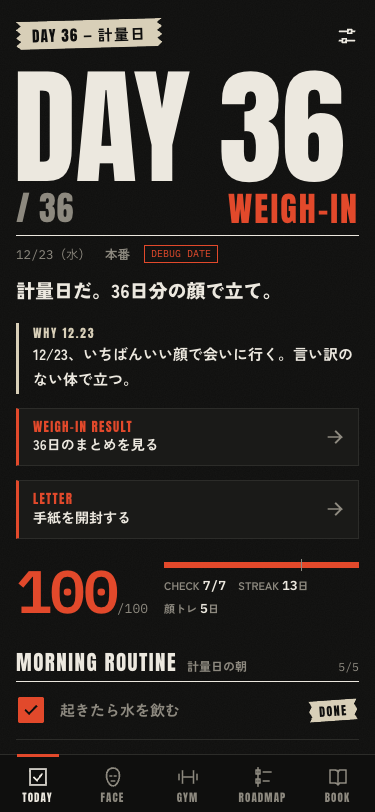 DAY 36 – 計量日
DAY 36
/ 36
WEIGH-IN
12/23（水） 本番 DEBUG DATE
計量日だ。36日分の顔で立て。
WHY 12.23
12/23、いちばんいい顔で会いに行く。言い訳の
ない体で立つ。
WEIGH-IN RESULT
36日のまとめを見る
LETTER
手紙を開封する
100/100
CHECK 7/7 STREAK 13日
顔トレ 5日
MORNING ROUTINE 計量日の朝 5/5
起きたら水を飲む DONE
TODAY FACE GYM ROADMAP BOOK